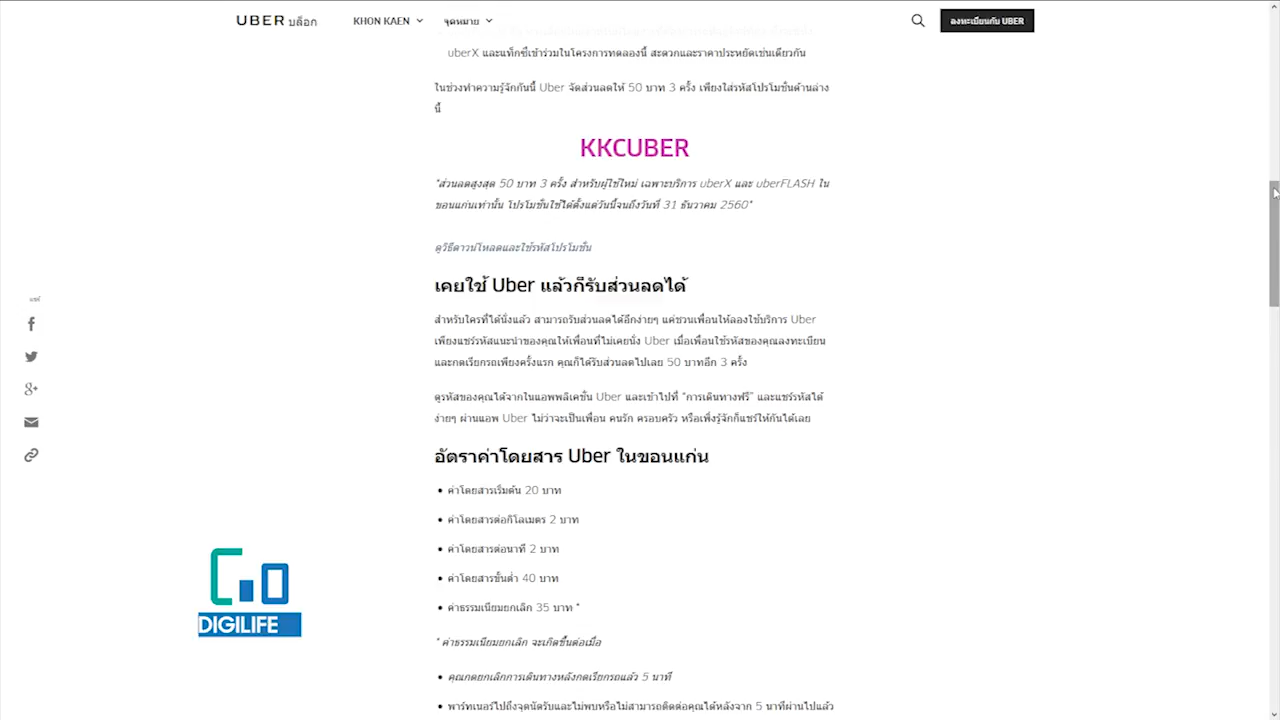 UBER บล็อก KHON KAEN จุดหมาย ลงทะเบียนกับ UBER
uberX และแท็กซี่เข้าร่วมในโครงการทดลองนี้ สะดวกและราคาประหยัดเช่นเดียวกัน
ในช่วงทำความรู้จักกันนี้ Uber จัดส่วนลดให้ 50 บาท 3 ครั้ง เพียงใส่รหัสโปรโมชั่นด้านล่าง
นี้
KKCUBER
*ส่วนลดสูงสุด 50 บาท 3 ครั้ง สำหรับผู้ใช้ใหม่ เฉพาะบริการ uberX และ uberFLASH ใน
ขอนแก่นเท่านั้น โปรโมชั่นใช้ได้ตั้งแต่วันนี้จนถึงวันที่ 31 ธันวาคม 2560*
ดูวิธีดาวน์โหลดและใช้รหัสโปรโมชั่น
เคยใช้ Uber แล้วก็รับส่วนลดได้
สำหรับใครที่ได้นั่งแล้ว สามารถรับส่วนลดได้อีกง่ายๆ แค่ชวนเพื่อนให้ลองใช้บริการ Uber
เพียงแชร์รหัสแนะนำของคุณให้เพื่อนที่ไม่เคยนั่ง Uber เมื่อเพื่อนใช้รหัสของคุณลงทะเบียน
และกดเรียกรถเพียงครั้งแรก คุณก็ได้รับส่วนลดไปเลย 50 บาทอีก 3 ครั้ง
ดูรหัสของคุณได้จากในแอพพลิเคชั่น Uber และเข้าไปที่ "การเดินทางฟรี" และแชร์รหัสได้
ง่ายๆ ผ่านแอพ Uber ไม่ว่าจะเป็นเพื่อน คนรัก ครอบครัว หรือเพิ่งรู้จักก็แชร์ให้กันได้เลย
แชร์
อัตราค่าโดยสาร Uber ในขอนแก่น
• ค่าโดยสารเริ่มต้น 20 บาท
• ค่าโดยสารต่อกิโลเมตร 2 บาท
• ค่าโดยสารต่อนาที 2 บาท
• ค่าโดยสารขั้นต่ำ 40 บาท
• ค่าธรรมเนียมยกเลิก 35 บาท *
DIGILIFE
* ค่าธรรมเนียมยกเลิก จะเกิดขึ้นต่อเมื่อ
• คุณกดยกเลิกการเดินทางหลังกดเรียกรถแล้ว 5 นาที
• พาร์ทเนอร์ไปถึงจุดนัดรับและไม่พบหรือไม่สามารถติดต่อคุณได้หลังจาก 5 นาทีผ่านไปแล้ว